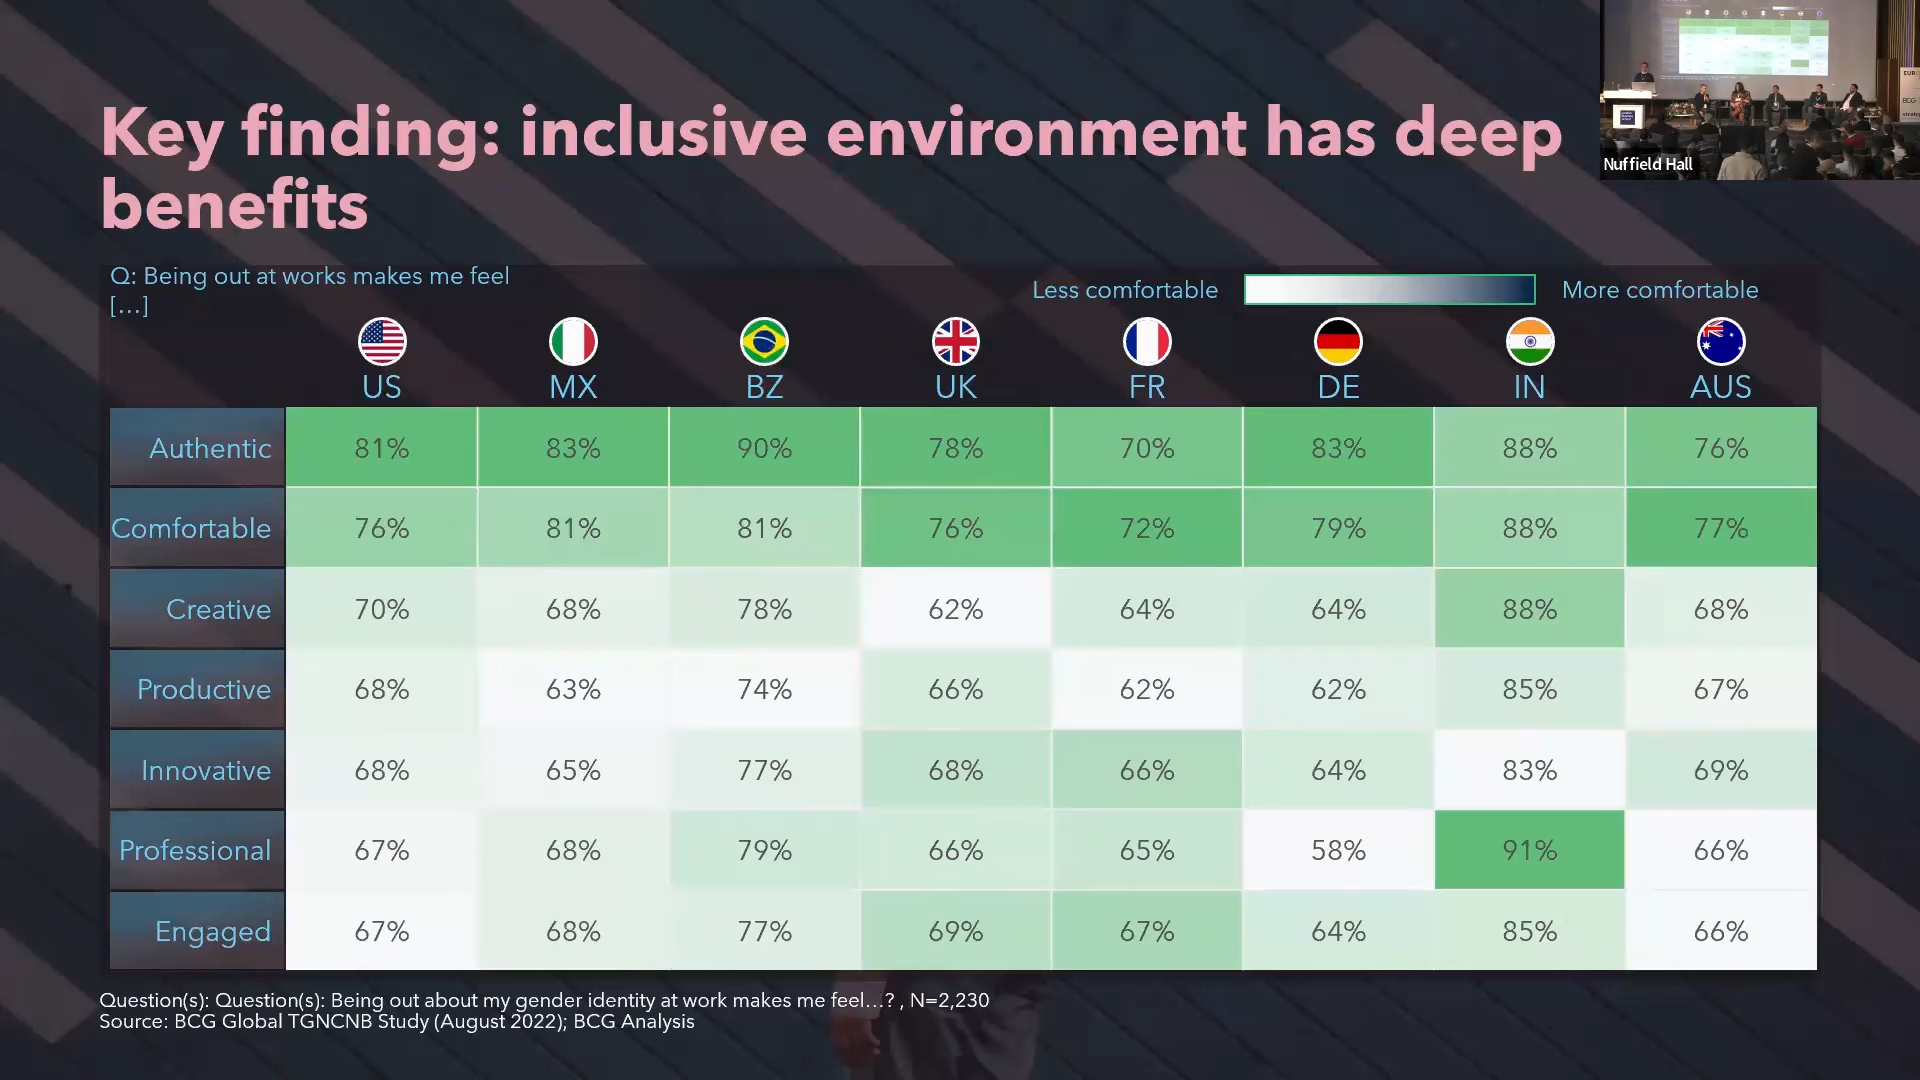 Key finding: inclusive environment has deep
benefits
Nuffield Hall
Q: Being out at works makes me feel
[...]
Less comfortable More comfortable
US MX BZ UK FR DE IN AUS
Authentic 81% 83% 90% 78% 70% 83% 88% 76%
Comfortable 76% 81% 81% 76% 72% 79% 88% 77%
Creative 70% 68% 78% 62% 64% 64% 88% 68%
Productive 68% 63% 74% 66% 62% 62% 85% 67%
Innovative 68% 65% 77% 68% 66% 64% 83% 69%
Professional 67% 68% 79% 66% 65% 58% 91% 66%
Engaged 67% 68% 77% 69% 67% 64% 85% 66%
Question(s): Question(s): Being out about my gender identity at work makes me feel...? , N=2,230
Source: BCG Global TGNCNB Study (August 2022); BCG Analysis